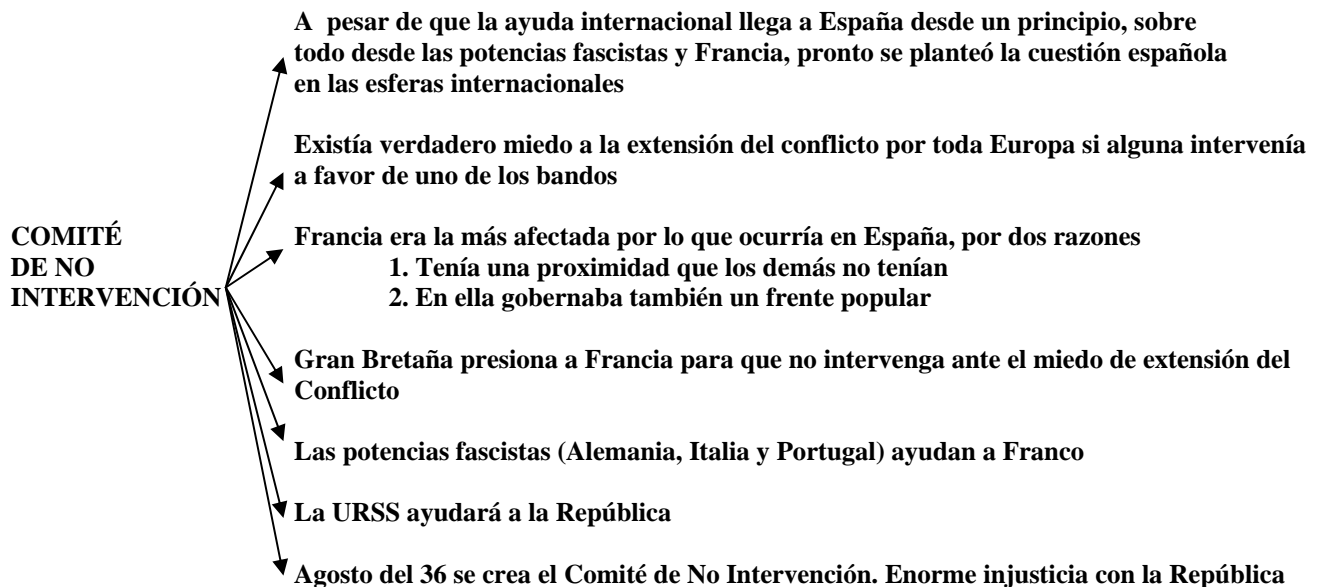 A pesar de que la ayuda internacional llega a España desde un principio, sobre
todo desde las potencias fascistas y Francia, pronto se planteó la cuestión española
en las esferas internacionales
Existía verdadero miedo a la extensión del conflicto por toda Europa si alguna intervenía
a favor de uno de los bandos
COMITÉ
DE NO
INTERVENCIÓN
Francia era la más afectada por lo que ocurría en España, por dos razones
1. Tenía una proximidad que los demás no tenían
2. En ella gobernaba también un frente popular
Gran Bretaña presiona a Francia para que no intervenga ante el miedo de extensión del
Conflicto
Las potencias fascistas (Alemania, Italia y Portugal) ayudan a Franco
La URSS ayudará a la República
Agosto del 36 se crea el Comité de No Intervención. Enorme injusticia con la República